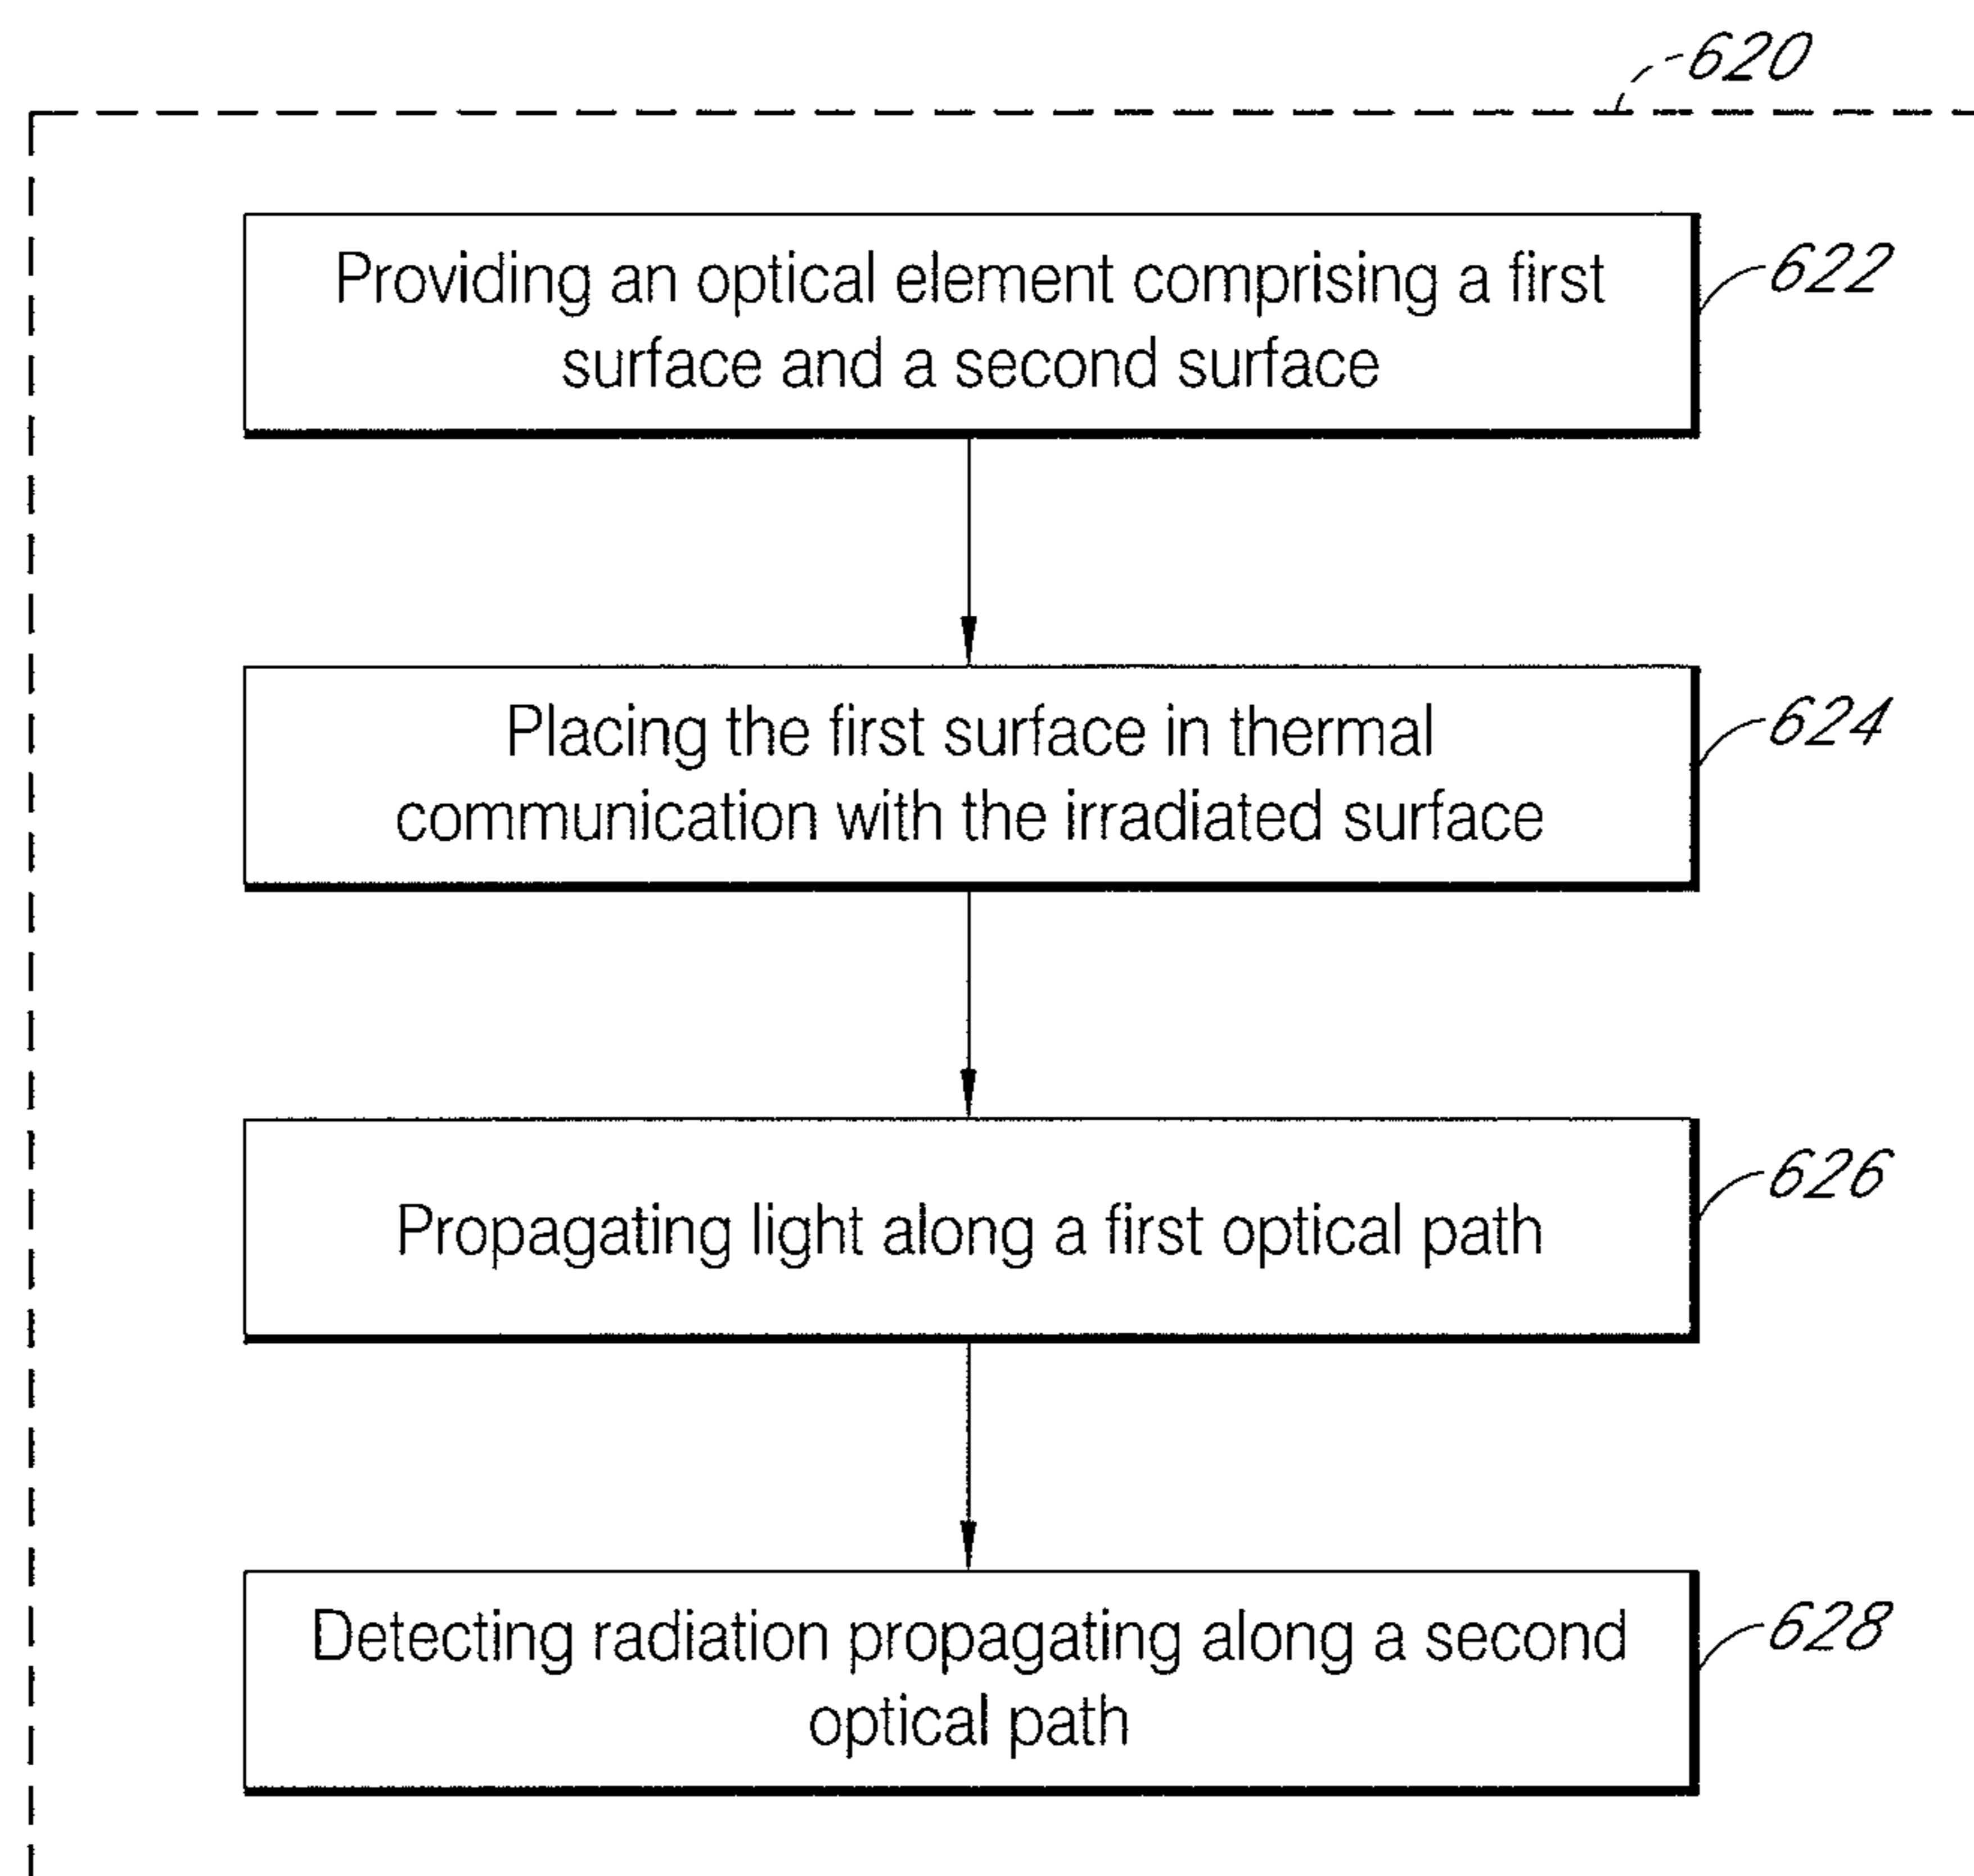 620
Providing an optical element comprising a first
surface and a second surface
622
Placing the first surface in thermal
communication with the irradiated surface
624
Propagating light along a first optical path
626
Detecting radiation propagating along a second
optical path
628